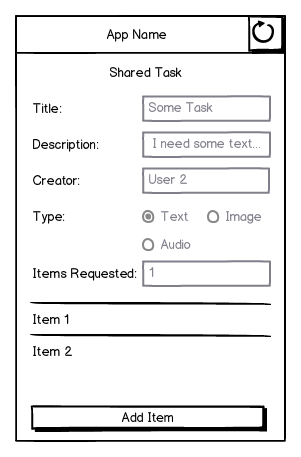 App Name
Shared Task
Title: Some Task
Description: I need some text...
Creator: User 2
Type: Text Image
Audio
Items Requested: 1
Item 1
Item 2
Add Item